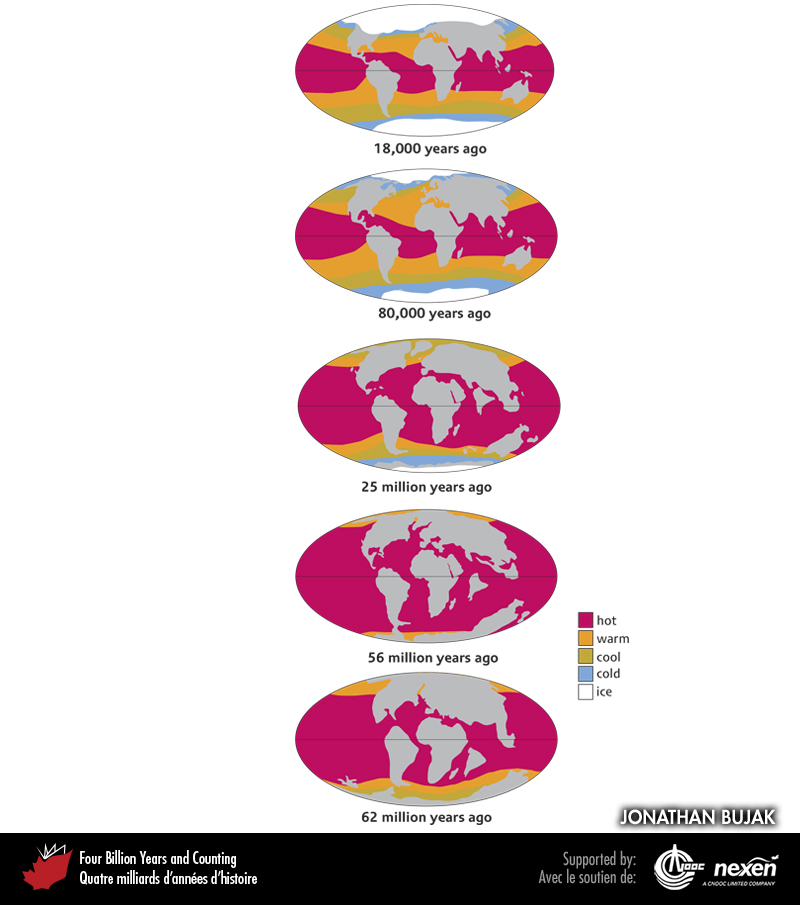 18,000 years ago
80,000 years ago
25 million years ago
56 million years ago
hot
warm
cool
cold
ice
62 million years ago
JONATHAN BUJAK
Four Billion Years and Counting
Quatre milliards d'années d'histoire
Supported by:
Avec le soutien de:
CNOOC
nexen
A CNOOC LIMITED COMPANY